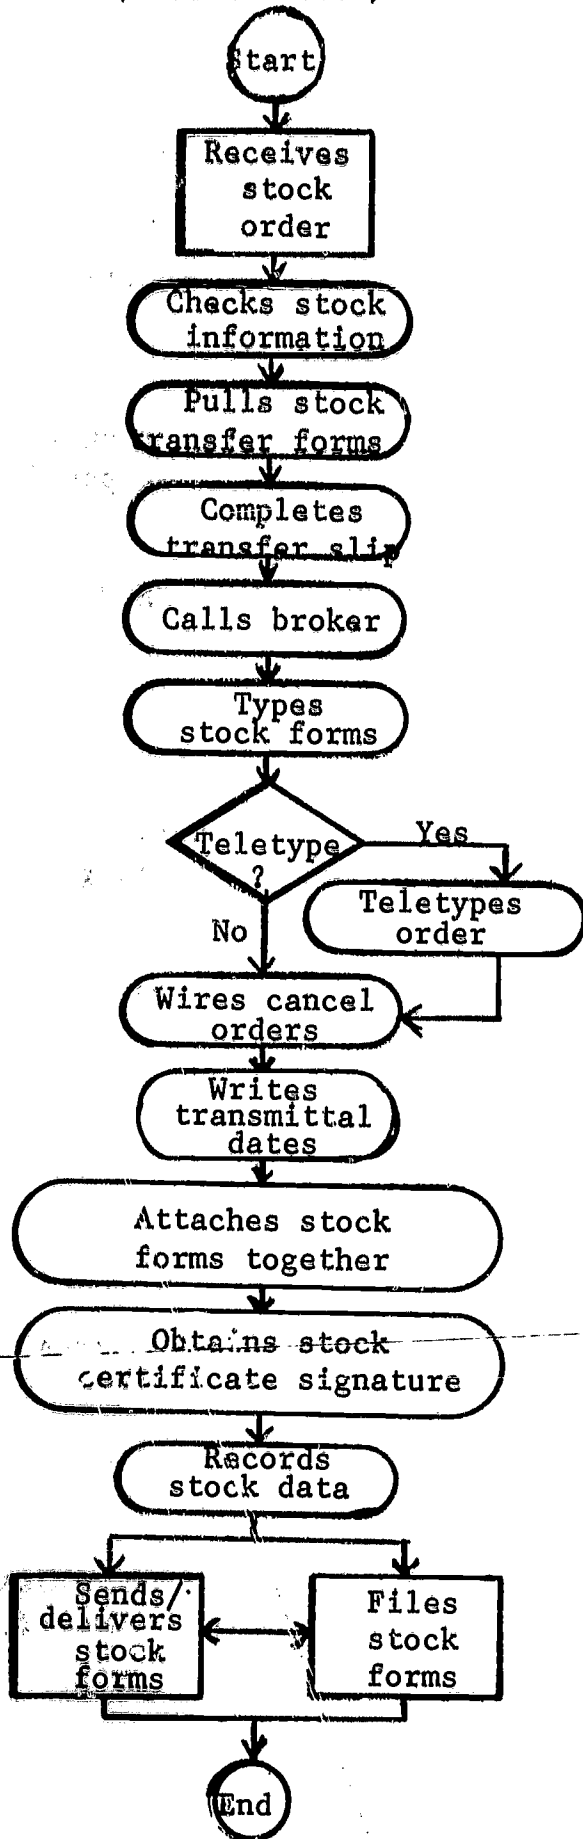 Start
Receives
stock
order
Checks stock
information
Pulls stock
transfer forms
Completes
transfer slip
Calls broker
Types
stock forms
Teletype
?
Yes
Teletypes
order
No
Wires cancel
orders
Writes
transmittal
dates
Attaches stock
forms together
Obtains stock
certificate signature
Records
stock data
Sends/
delivers
stock
forms
Files
stock
forms
End